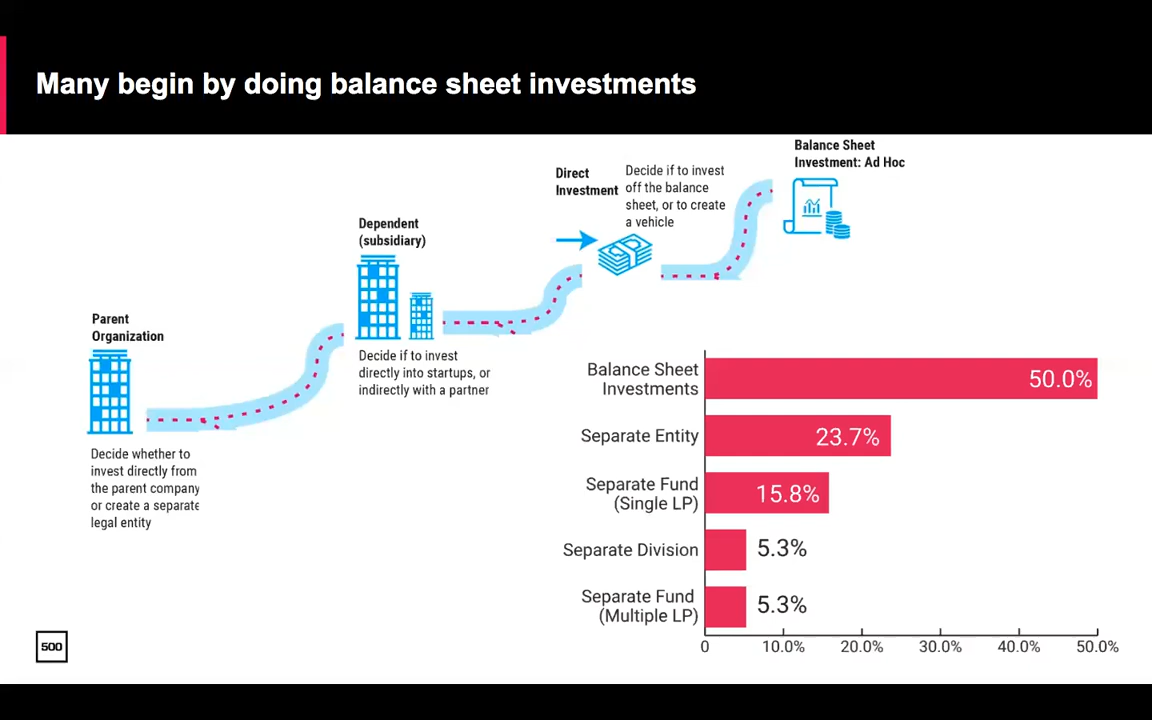 Many begin by doing balance sheet investments
Balance Sheet
Investment: Ad Hoc
Direct
Investment
Decide if to invest
off the balance
sheet, or to create
a vehicle
Dependent
(subsidiary)
Decide if to invest
directly into startups, or
indirectly with a partner
Parent
Organization
Decide whether to
invest directly from
the parent company
or create a separate
legal entity
Balance Sheet
Investments
50.0%
Separate Entity
23.7%
Separate Fund
(Single LP)
15.8%
Separate Division
5.3%
Separate Fund
(Multiple LP)
5.3%
0 10.0% 20.0% 30.0% 40.0% 50.0%
500